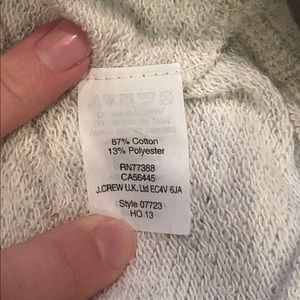 87% Cotton
13% Polyester
RN77388
CA56445
J.CREW U.K. Ltd EC4V 6JA
Style 07723
HO 13